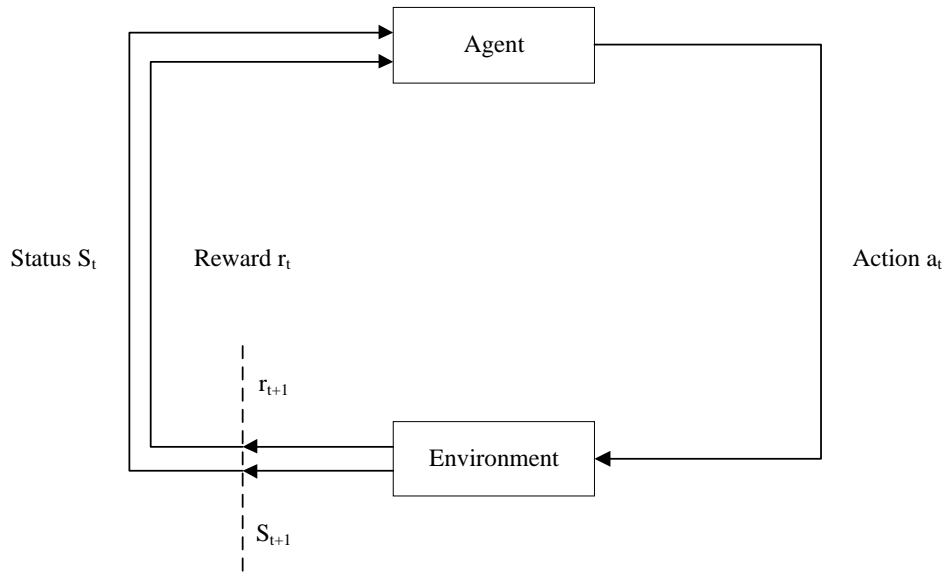 Agent
Status Sₜ
Reward rₜ
Action aₜ
rₜ₊₁
Environment
Sₜ₊₁